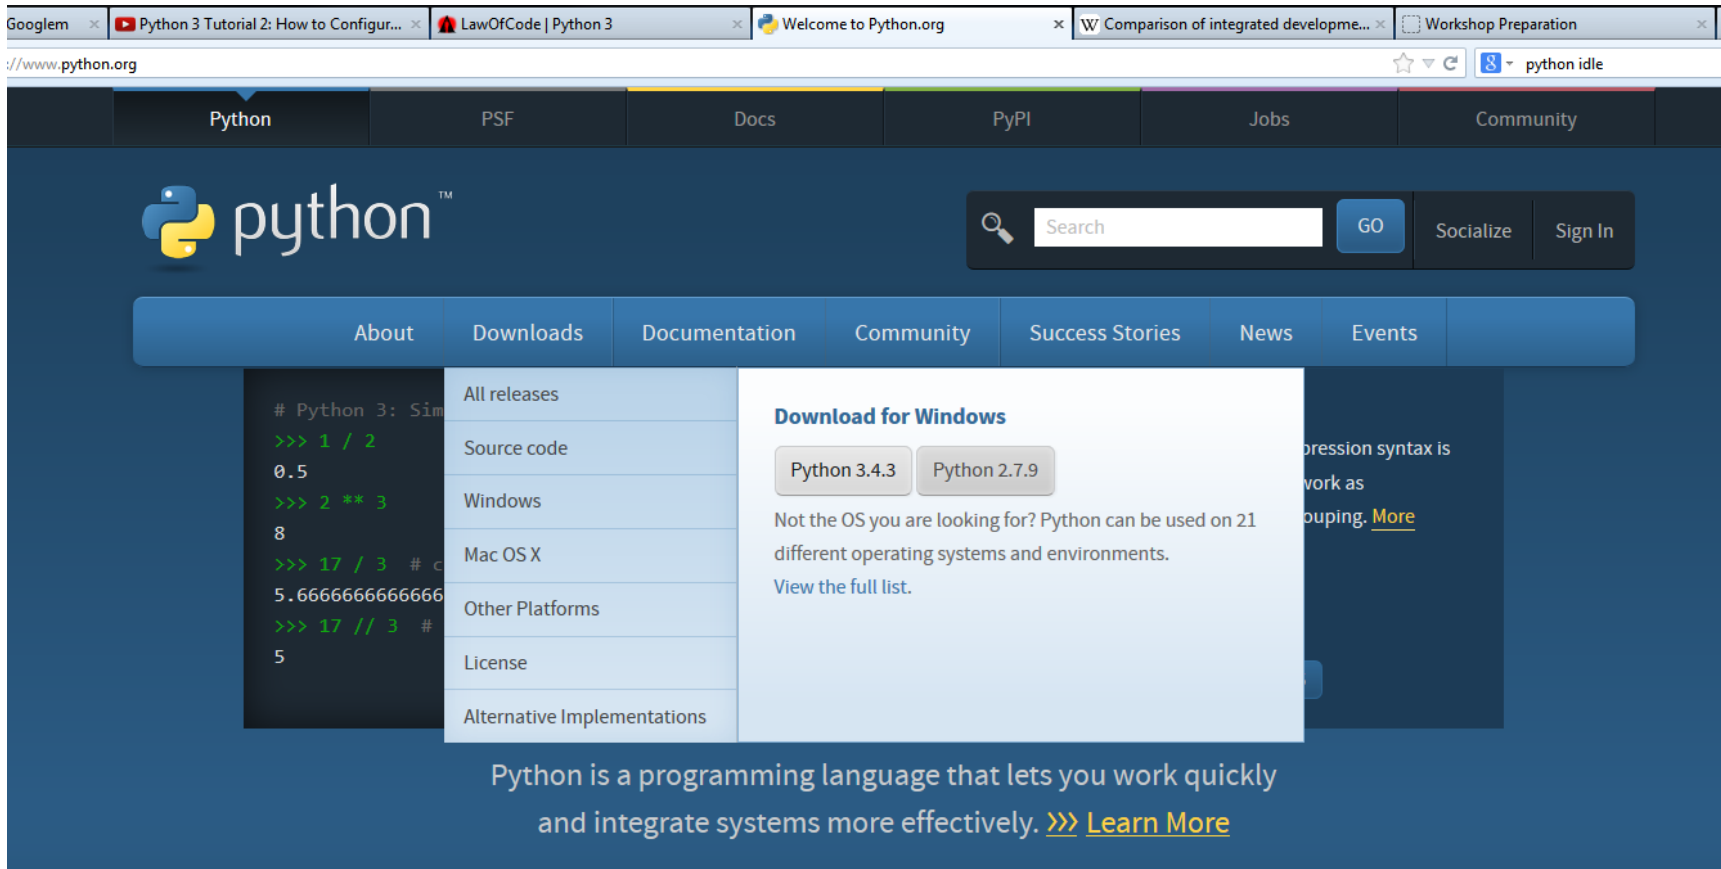 Googlem
Python 3 Tutorial 2: How to Configur...
LawOfCode | Python 3
Welcome to Python.org
W Comparison of integrated developme...
Workshop Preparation
://www.python.org
8 python idle
Python PSF Docs PyPI Jobs Community
python™
Search GO Socialize Sign In
About Downloads Documentation Community Success Stories News Events
# Python 3: Sim
>>> 1 / 2
0.5
>>> 2 ** 3
8
>>> 17 / 3 # c
5.6666666666666
>>> 17 // 3 #
5
All releases
Source code
Windows
Mac OS X
Other Platforms
License
Alternative Implementations
Download for Windows
Python 3.4.3 Python 2.7.9
Not the OS you are looking for? Python can be used on 21
different operating systems and environments.
View the full list.
pression syntax is
work as
ouping. More
Python is a programming language that lets you work quickly
and integrate systems more effectively. >>> Learn More